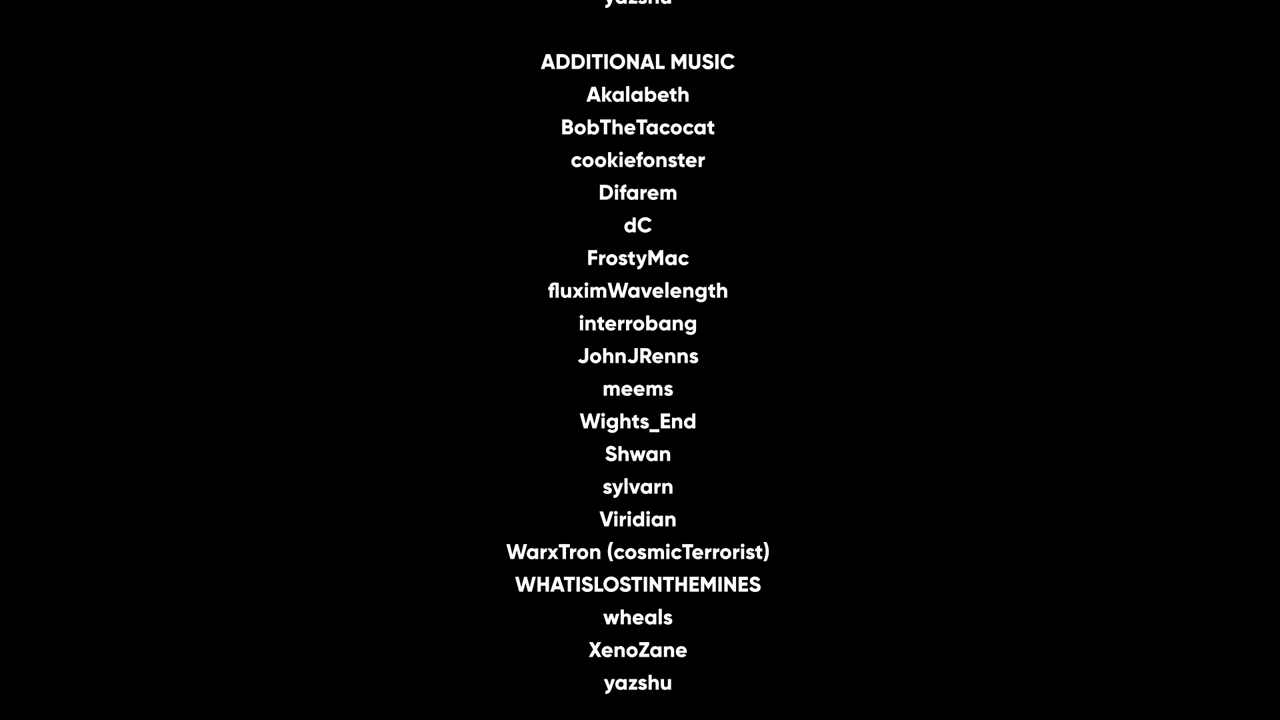 yazshu
ADDITIONAL MUSIC
Akalabeth
BobTheTacocat
cookiefonster
Difarem
dC
FrostyMac
fluximWavelength
interrobang
JohnJRenns
meems
Wights_End
Shwan
sylvarn
Viridian
WarxTron (cosmicTerrorist)
WHATISLOSTINTHEMINES
wheals
XenoZane
yazshu